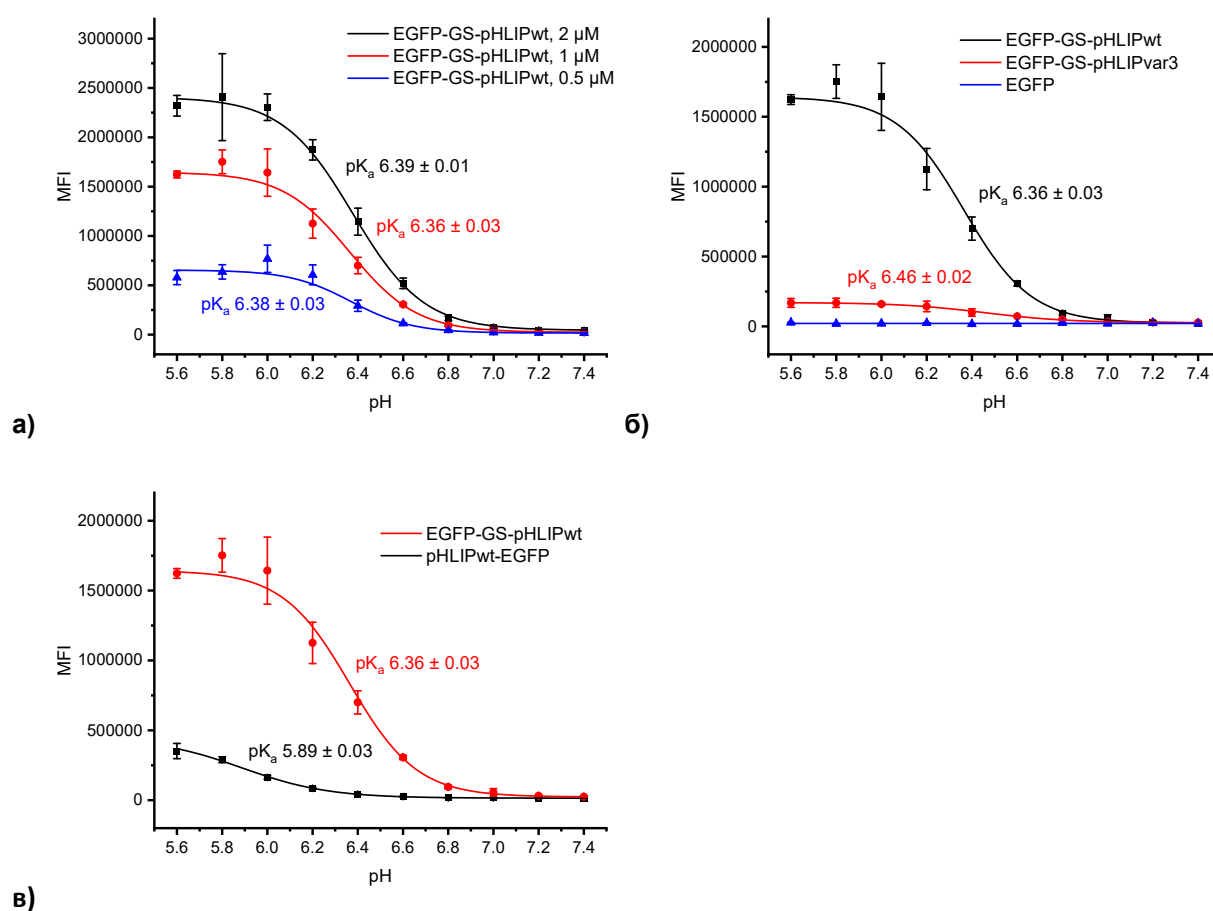 EGFP-GS-pHLIPwt, 2 µM
EGFP-GS-pHLIPwt, 1 µM
EGFP-GS-pHLIPwt, 0.5 µM
3000000
2500000
2000000
1500000
1000000
500000
0
MFI
pKa 6.39 ± 0.01
pKa 6.36 ± 0.03
pKa 6.38 ± 0.03
5.6 5.8 6.0 6.2 6.4 6.6 6.8 7.0 7.2 7.4
pH
а)
EGFP-GS-pHLIPwt
EGFP-GS-pHLIPvar3
EGFP
2000000
1500000
1000000
500000
0
MFI
pKa 6.36 ± 0.03
pKa 6.46 ± 0.02
5.6 5.8 6.0 6.2 6.4 6.6 6.8 7.0 7.2 7.4
pH
б)
EGFP-GS-pHLIPwt
pHLIPwt-EGFP
2000000
1500000
1000000
500000
0
MFI
pKa 6.36 ± 0.03
pKa 5.89 ± 0.03
5.6 5.8 6.0 6.2 6.4 6.6 6.8 7.0 7.2 7.4
pH
в)